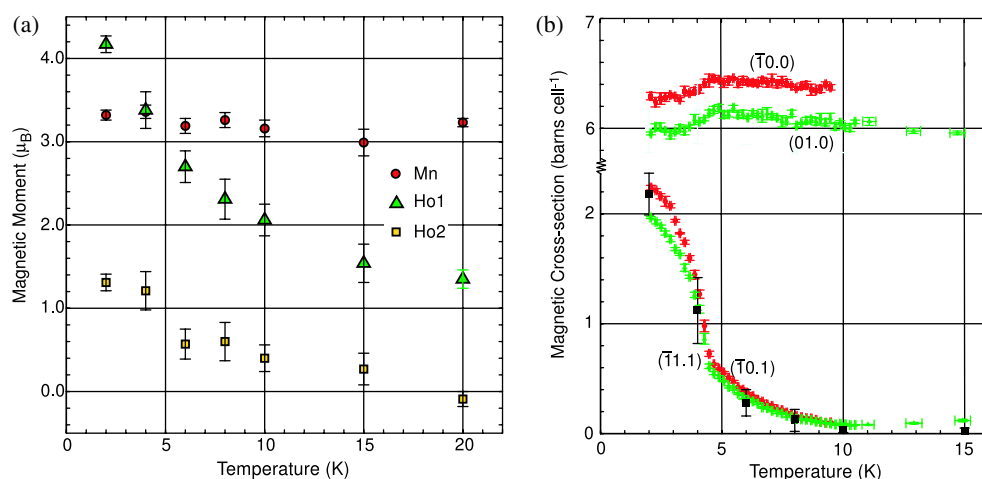 (a)
4.0
3.0
2.0
1.0
0.0
Magnetic Moment (μB)
Mn
Ho1
Ho2
0
5
10
15
20
Temperature (K)
(b)
7
6
2
1
0
Magnetic Cross-section (barns cell⁻¹)
(1̅0.0)
(01.0)
(1̅1.1)
(1̅0.1)
0
5
10
15
Temperature (K)